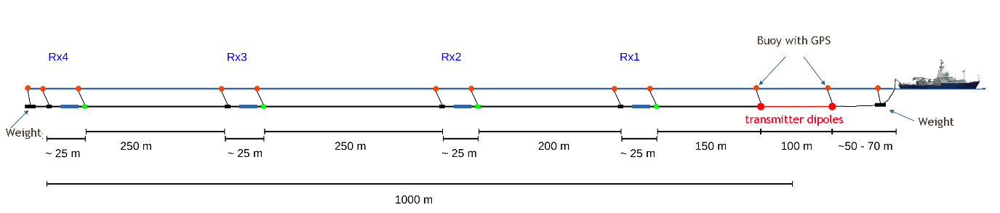 Buoy with GPS
Rx4
Rx3
Rx2
Rx1
transmitter dipoles
Weight
Weight
250 m
250 m
200 m
150 m
100 m
~50 - 70 m
~ 25 m
~ 25 m
~ 25 m
~ 25 m
1000 m